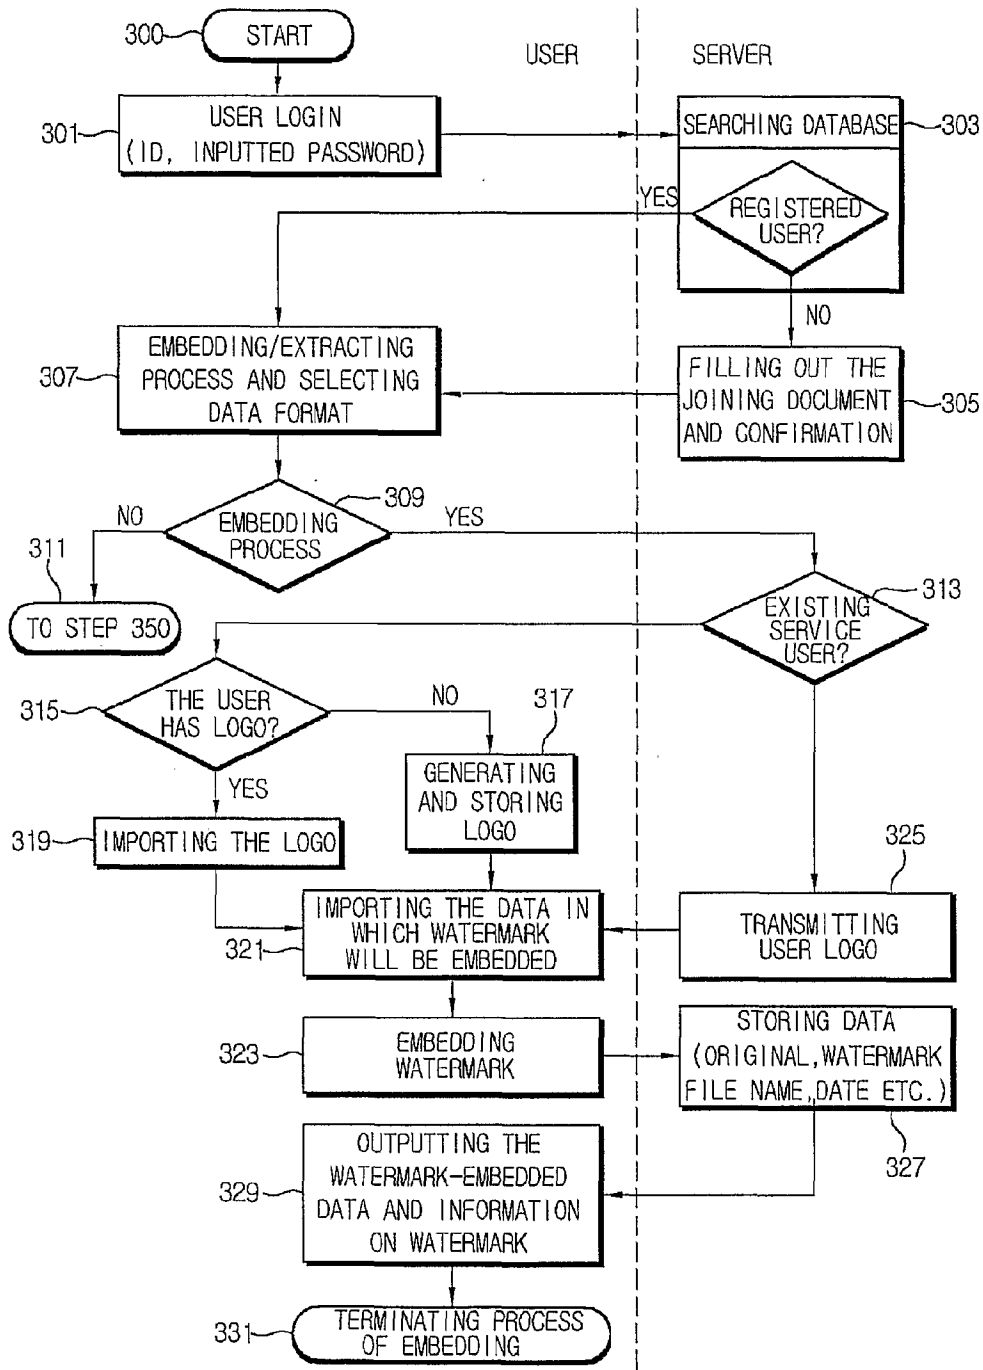 300
START
USER
SERVER
301
USER LOGIN
(ID, INPUTTED PASSWORD)
SEARCHING DATABASE
303
YES
REGISTERED
USER?
NO
307
EMBEDDING/EXTRACTING
PROCESS AND SELECTING
DATA FORMAT
FILLING OUT THE
JOINING DOCUMENT
AND CONFIRMATION
305
309
NO
EMBEDDING
PROCESS
YES
311
TO STEP 350
313
EXISTING
SERVICE
USER?
315
THE USER
HAS LOGO?
NO
317
YES
GENERATING
AND STORING
LOGO
319
IMPORTING THE LOGO
325
321
IMPORTING THE DATA IN
WHICH WATERMARK
WILL BE EMBEDDED
TRANSMITTING
USER LOGO
323
EMBEDDING
WATERMARK
STORING DATA
(ORIGINAL,WATERMARK
FILE NAME,DATE ETC.)
327
329
OUTPUTTING THE
WATERMARK-EMBEDDED
DATA AND INFORMATION
ON WATERMARK
331
TERMINATING PROCESS
OF EMBEDDING